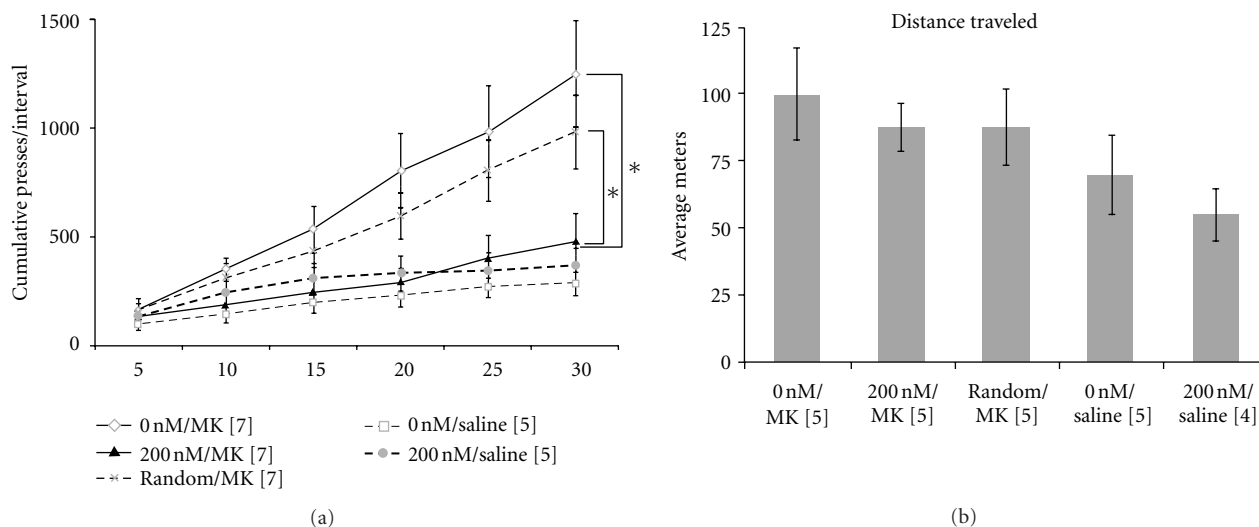 1500
1000
500
0
Cumulative presses/interval
5 10 15 20 25 30
*
*
0 nM/MK [7]
200 nM/MK [7]
Random/MK [7]
0 nM/saline [5]
200 nM/saline [5]
(a)
Distance traveled
125
100
75
50
25
0
Average meters
0 nM/
MK [5]
200 nM/
MK [5]
Random/
MK [5]
0 nM/
saline [5]
200 nM/
saline [4]
(b)